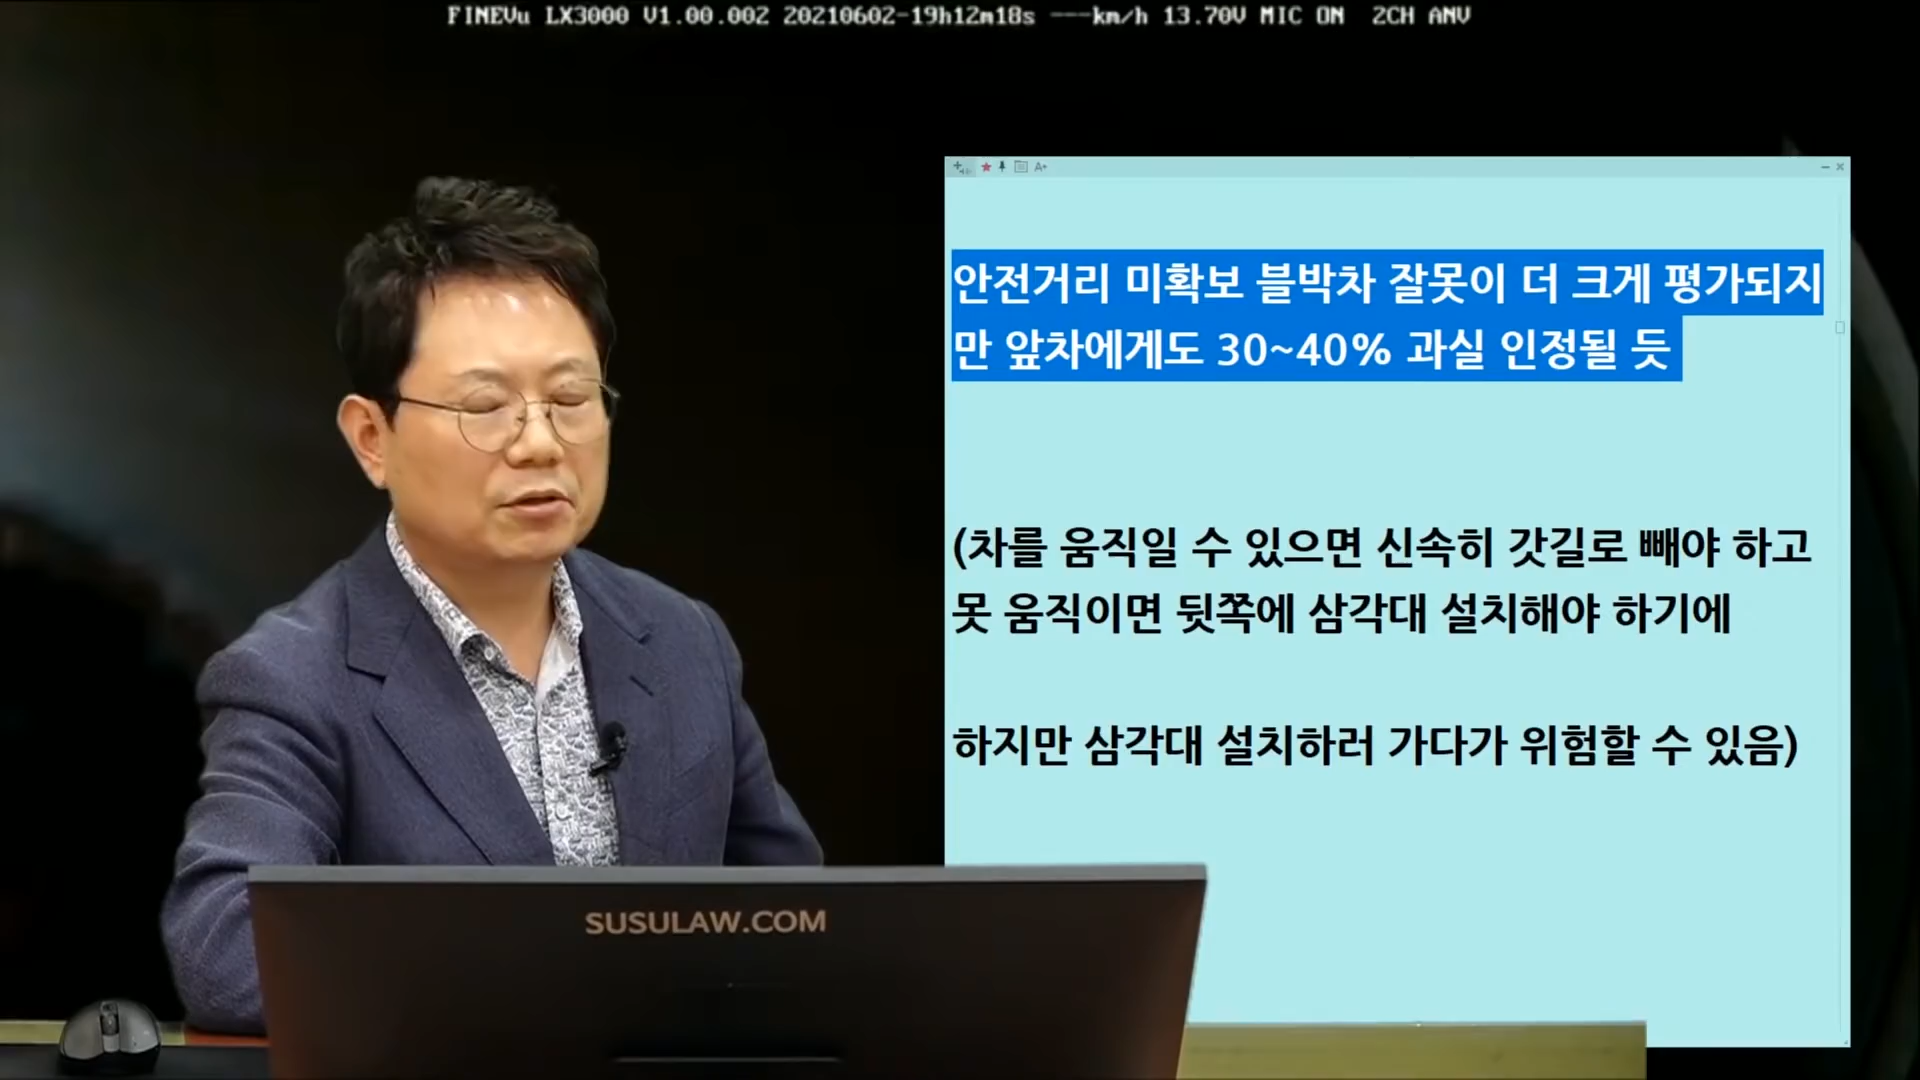 FINEVu LX3000 V1.00.00Z 20210602-19h12m18s ---km/h 13.70V MIC ON 2CH ANV
안전거리 미확보 블박차 잘못이 더 크게 평가되지
만 앞차에게도 30~40% 과실 인정될 듯
(차를 움직일 수 있으면 신속히 갓길로 빼야 하고
못 움직이면 뒷쪽에 삼각대 설치해야 하기에
하지만 삼각대 설치하러 가다가 위험할 수 있음)
SUSULAW.COM